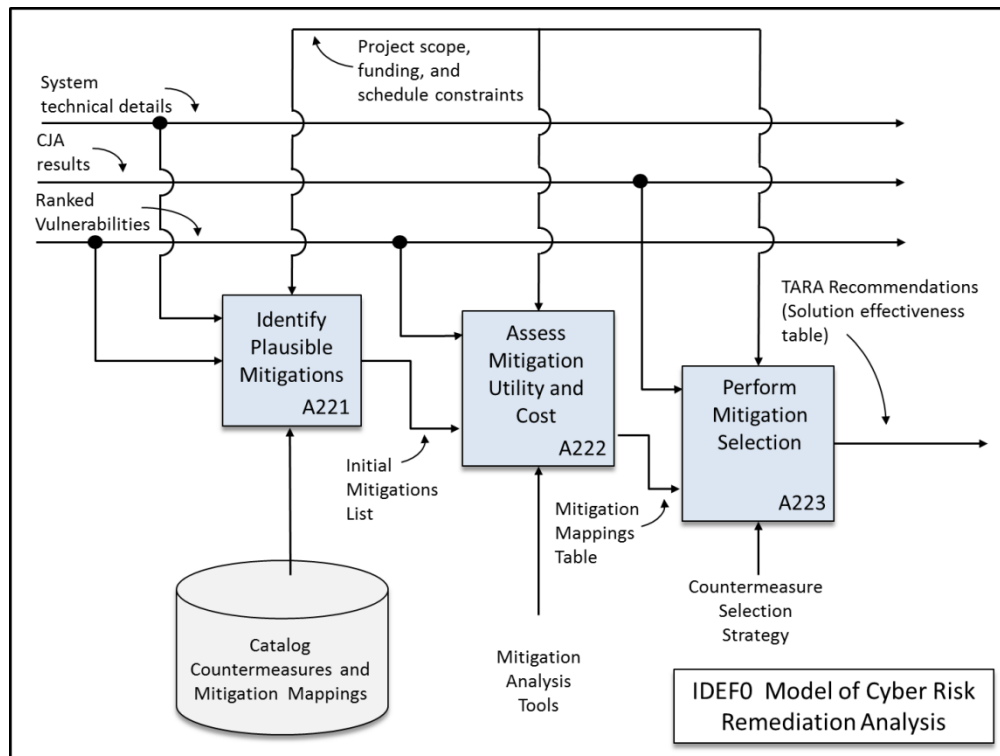 Project scope,
funding, and
schedule constraints
System
technical details
CJA
results
Ranked
Vulnerabilities
Identify
Plausible
Mitigations
A221
Assess
Mitigation
Utility and
Cost
A222
TARA Recommendations
(Solution effectiveness
table)
Perform
Mitigation
Selection
A223
Initial
Mitigations
List
Mitigation
Mappings
Table
Catalog
Countermeasures and
Mitigation Mappings
Mitigation
Analysis
Tools
Countermeasure
Selection
Strategy
IDEF0 Model of Cyber Risk
Remediation Analysis